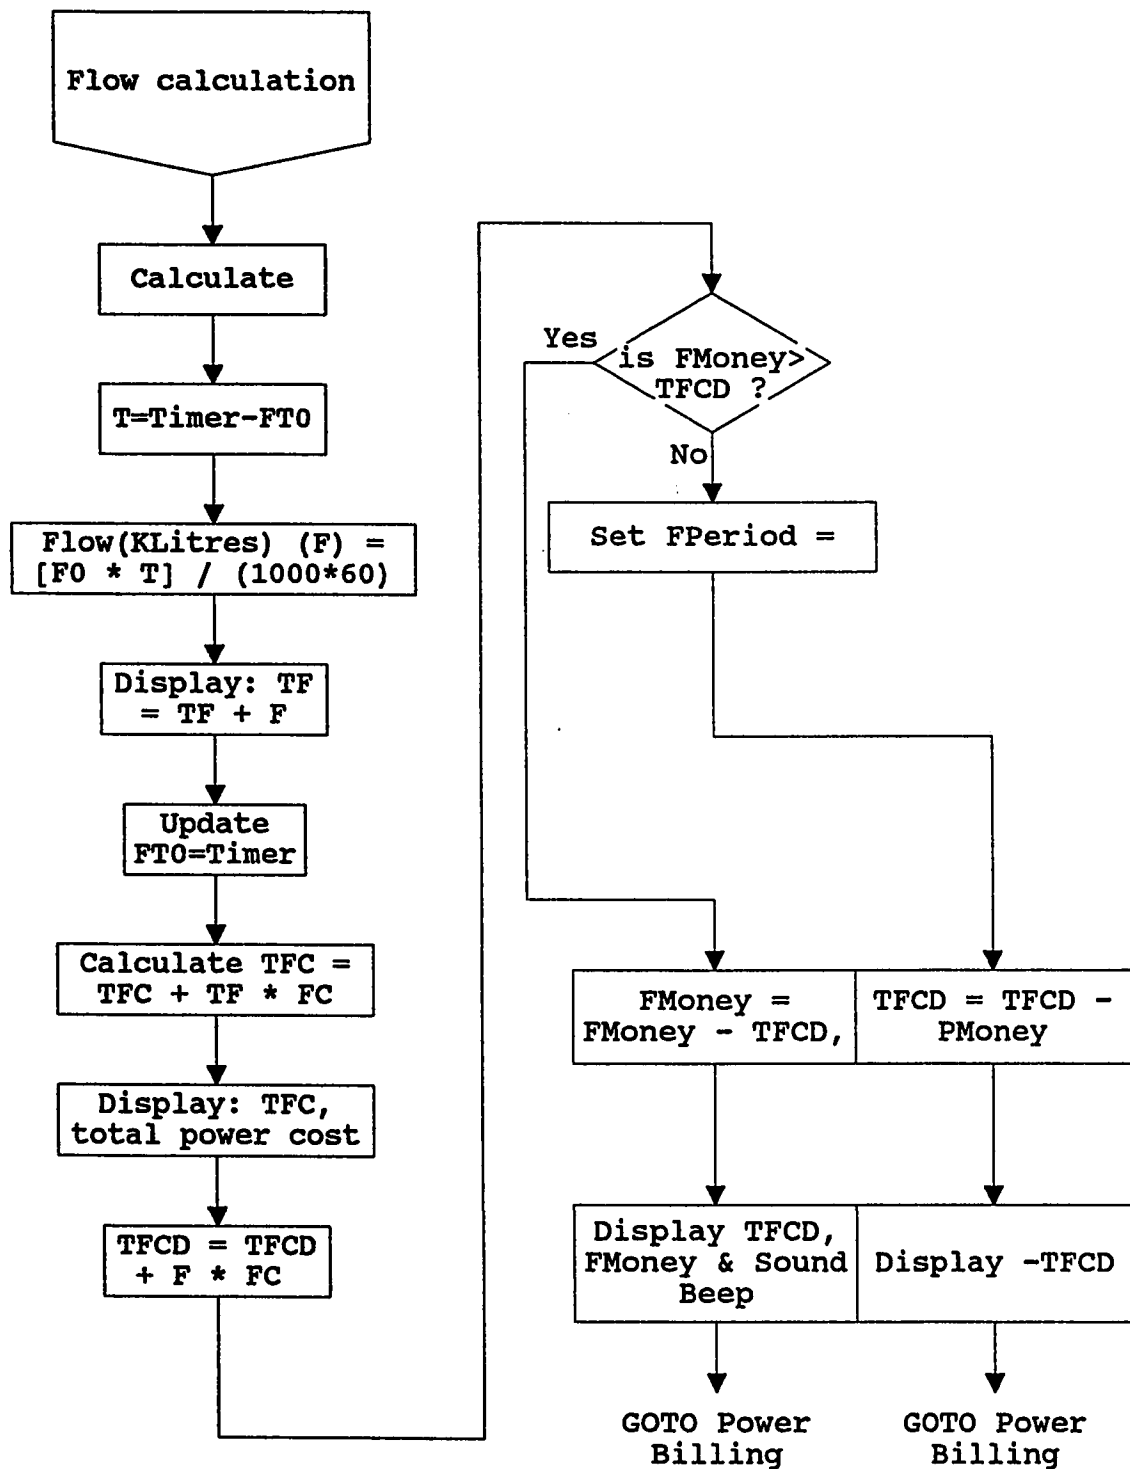 Flow calculation
Calculate
T=Timer-FT0
Flow(KLitres) (F) =
[F0 * T] / (1000*60)
Display: TF
= TF + F
Update
FT0=Timer
Calculate TFC =
TFC + TF * FC
Display: TFC,
total power cost
TFCD = TFCD
+ F * FC
Yes
is FMoney>
TFCD ?
No
Set FPeriod =
FMoney =
FMoney - TFCD,
TFCD = TFCD -
PMoney
Display TFCD,
FMoney & Sound
Beep
Display -TFCD
GOTO Power
Billing
GOTO Power
Billing